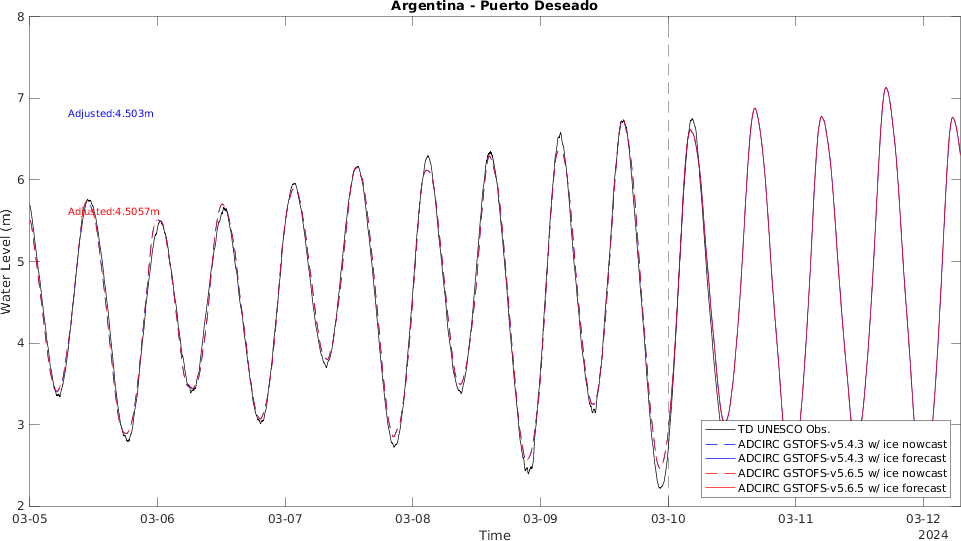 Argentina - Puerto Deseado
8
7
6
5
4
3
2
Water Level (m)
Adjusted:4.503m
Adjusted:4.5057m
TD UNESCO Obs.
ADCIRC GSTOFS-v5.4.3 w/ ice nowcast
ADCIRC GSTOFS-v5.4.3 w/ ice forecast
ADCIRC GSTOFS-v5.6.5 w/ ice nowcast
ADCIRC GSTOFS-v5.6.5 w/ ice forecast
03-05 03-06 03-07 03-08 03-09 03-10 03-11 03-12
Time
2024